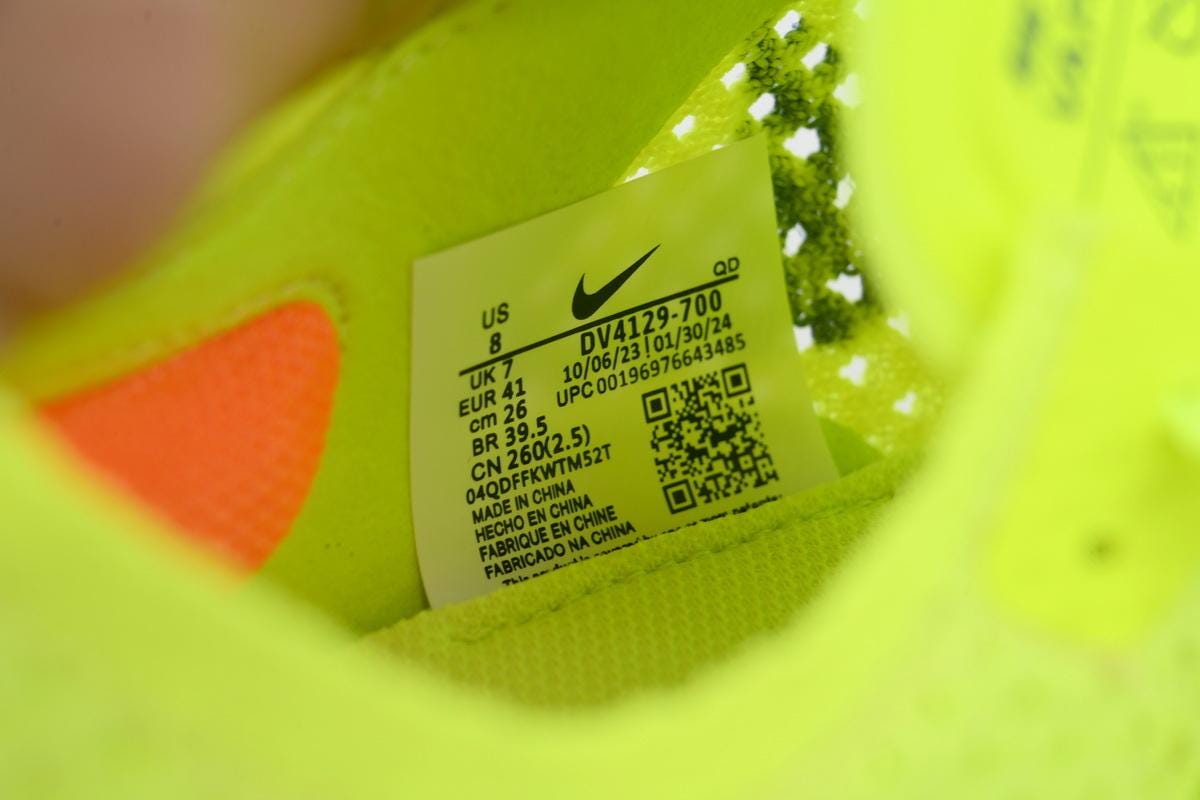 QD
US
8
DV4129-700
10/06/23 | 01/30/24
UPC 00196976643485
UK 7
EUR 41
cm 26
BR 39.5
CN 260(2.5)
04QDFFKWTM52T
MADE IN CHINA
HECHO EN CHINA
FABRIQUE EN CHINE
FABRICADO NA CHINA
This product